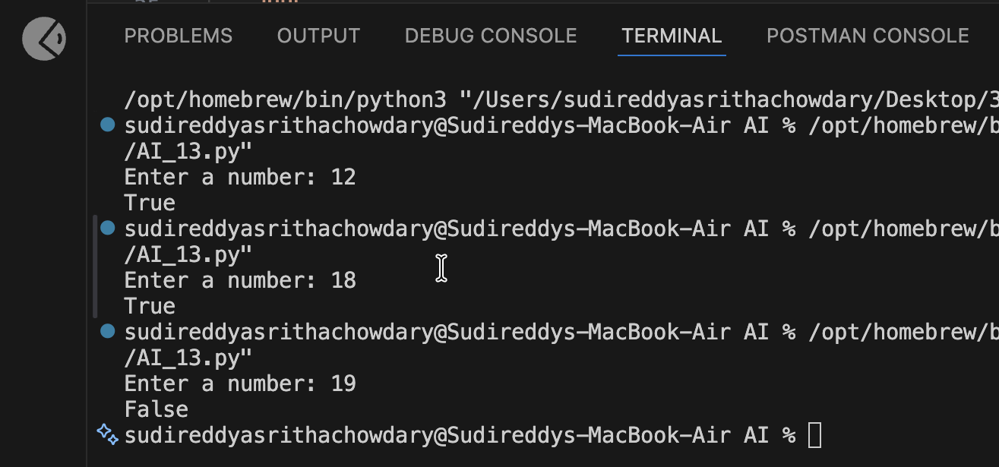 PROBLEMS OUTPUT DEBUG CONSOLE TERMINAL POSTMAN CONSOLE
/opt/homebrew/bin/python3 "/Users/sudireddyasrithachowdary/Desktop/3
sudireddyasrithachowdary@Sudireddys-MacBook-Air AI % /opt/homebrew/b
/AI_13.py"
Enter a number: 12
True
sudireddyasrithachowdary@Sudireddys-MacBook-Air AI % /opt/homebrew/b
/AI_13.py"
Enter a number: 18
True
sudireddyasrithachowdary@Sudireddys-MacBook-Air AI % /opt/homebrew/b
/AI_13.py"
Enter a number: 19
False
sudireddyasrithachowdary@Sudireddys-MacBook-Air AI %